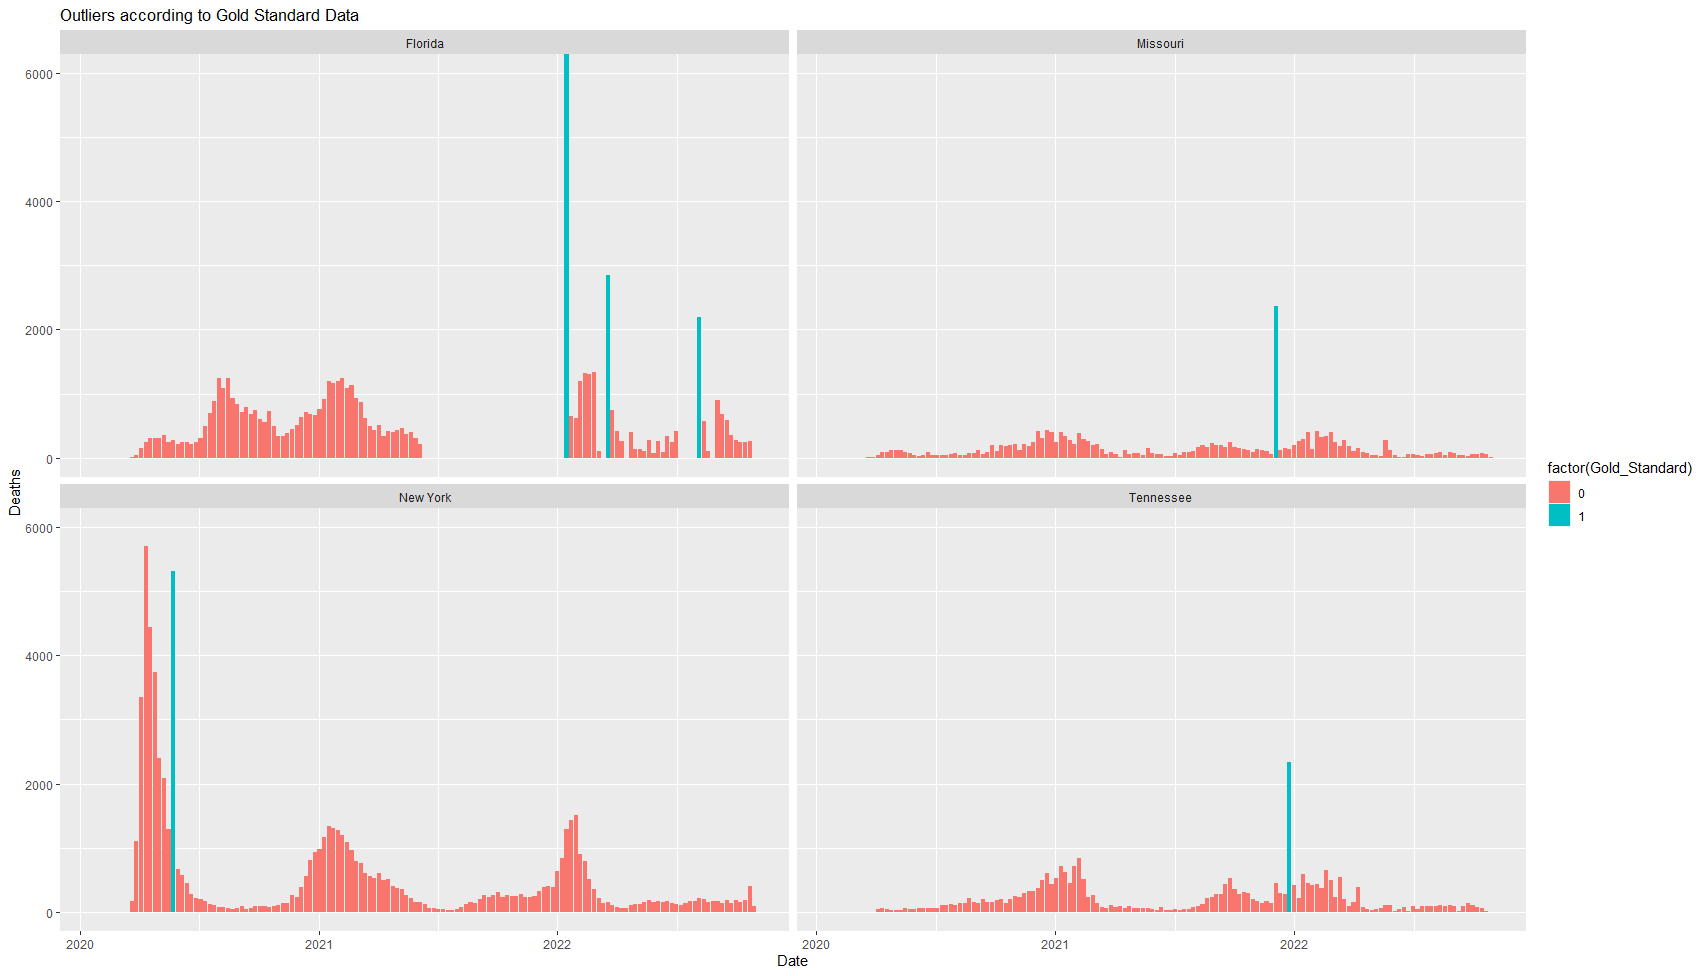 Outliers according to Gold Standard Data
Florida
Missouri
6000
4000
2000
0
Deaths
New York
Tennessee
6000
4000
2000
0
2020
2021
2022
2020
2021
2022
Date
factor(Gold_Standard)
0
1